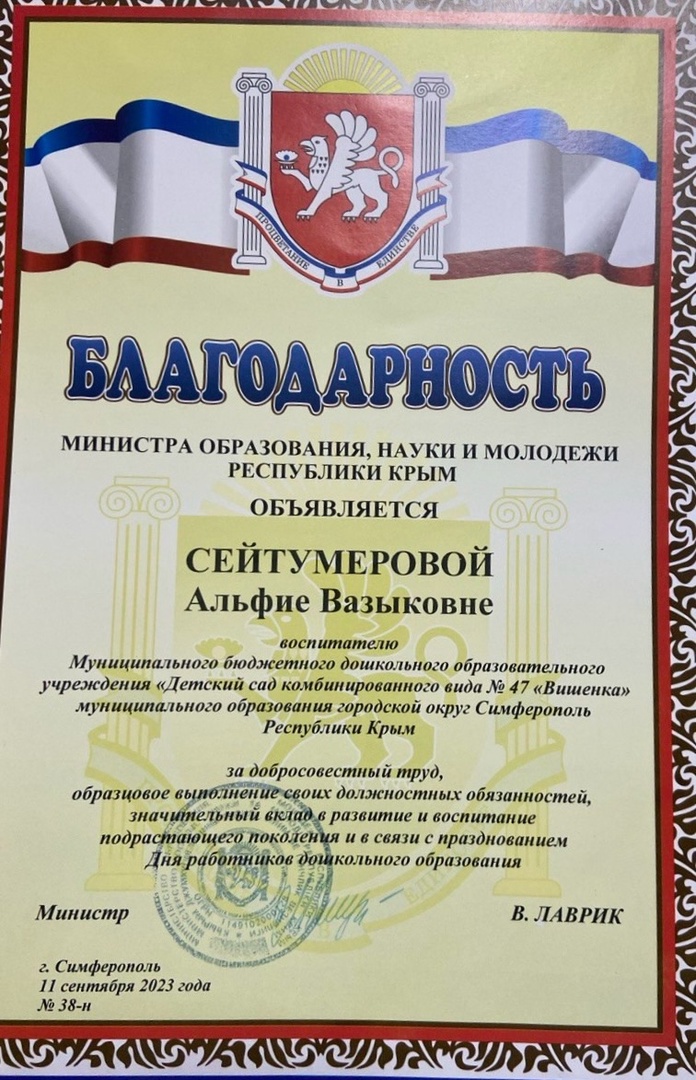 ПРОЦВЕТАНИЕ В ЕДИНСТВЕ
БЛАГОДАРНОСТЬ
МИНИСТРА ОБРАЗОВАНИЯ, НАУКИ И МОЛОДЕЖИ
РЕСПУБЛИКИ КРЫМ
ОБЪЯВЛЯЕТСЯ
СЕЙТУМЕРОВОЙ
Альфие Вазыковне
воспитателю
Муниципального бюджетного дошкольного образовательного
учреждения «Детский сад комбинированного вида № 47 «Вишенка»
муниципального образования городской округ Симферополь
Республики Крым
за добросовестный труд,
образцовое выполнение своих должностных обязанностей,
значительный вклад в развитие и воспитание
подрастающего поколения и в связи с празднованием
Дня работников дошкольного образования
Министр В. ЛАВРИК
г. Симферополь
11 сентября 2023 года
№ 38-н